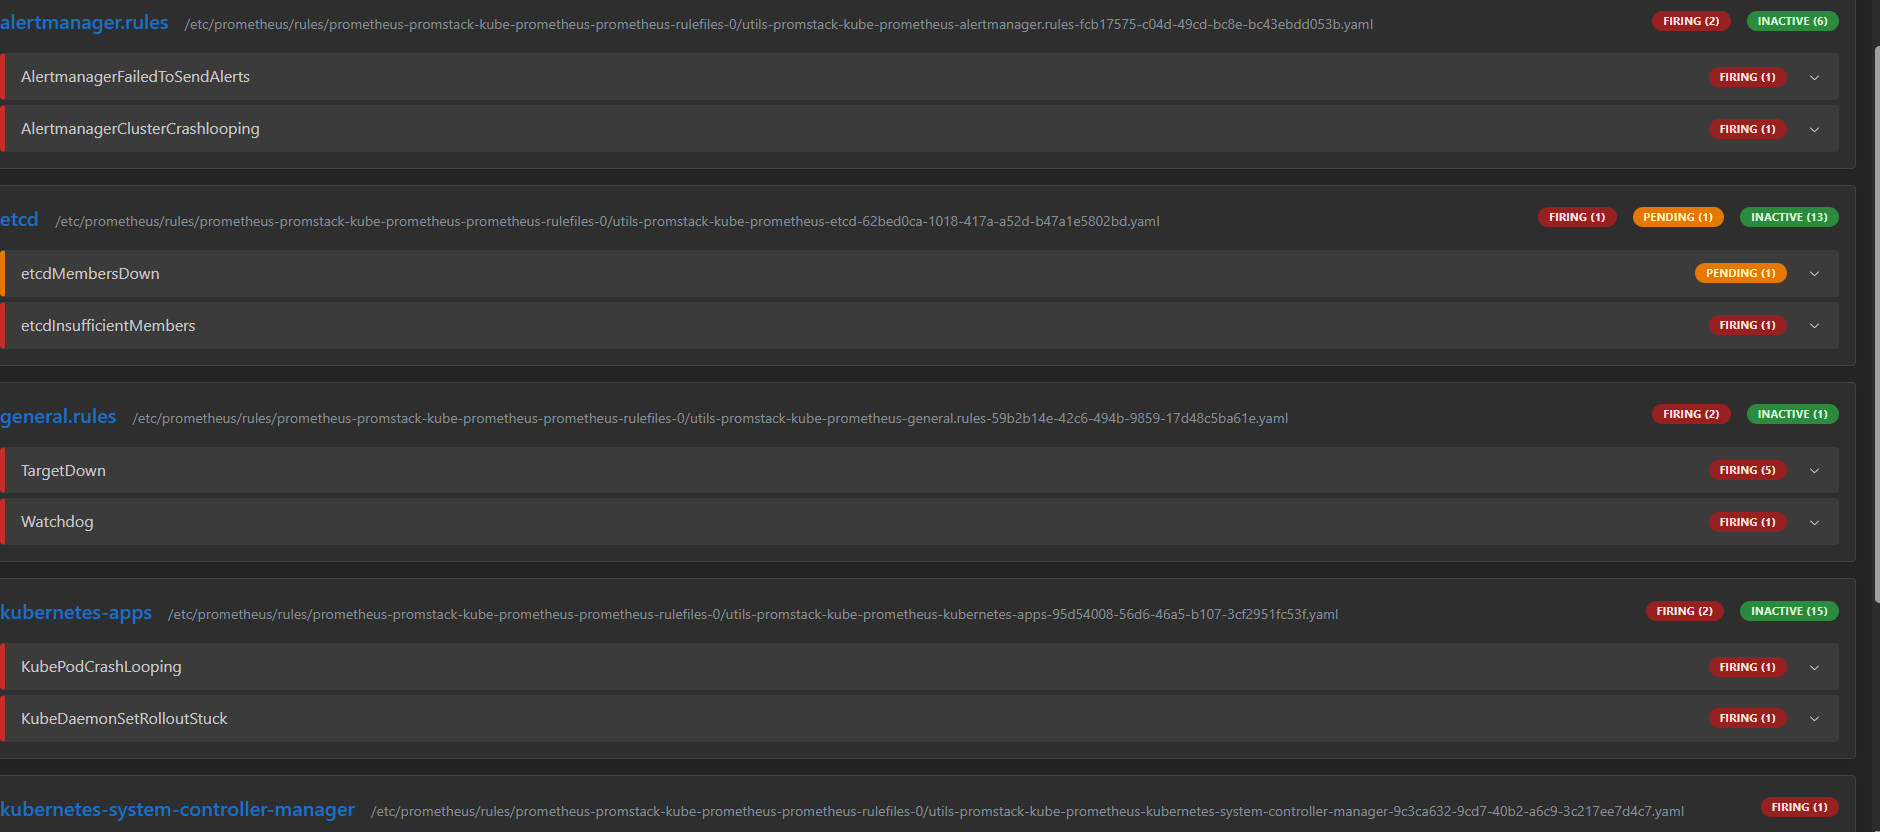 alertmanager.rules /etc/prometheus/rules/prometheus-promstack-kube-prometheus-prometheus-rulefiles-0/utils-promstack-kube-prometheus-alertmanager.rules-fcb17575-c04d-49cd-bc8e-bc43ebdd053b.yaml FIRING (2) INACTIVE (6)
AlertmanagerFailedToSendAlerts FIRING (1)
AlertmanagerClusterCrashlooping FIRING (1)
etcd /etc/prometheus/rules/prometheus-promstack-kube-prometheus-prometheus-rulefiles-0/utils-promstack-kube-prometheus-etcd-62bed0ca-1018-417a-a52d-b47a1e5802bd.yaml FIRING (1) PENDING (1) INACTIVE (13)
etcdMembersDown PENDING (1)
etcdInsufficientMembers FIRING (1)
general.rules /etc/prometheus/rules/prometheus-promstack-kube-prometheus-prometheus-rulefiles-0/utils-promstack-kube-prometheus-general.rules-59b2b14e-42c6-494b-9859-17d48c5ba61e.yaml FIRING (2) INACTIVE (1)
TargetDown FIRING (5)
Watchdog FIRING (1)
kubernetes-apps /etc/prometheus/rules/prometheus-promstack-kube-prometheus-prometheus-rulefiles-0/utils-promstack-kube-prometheus-kubernetes-apps-95d54008-56d6-46a5-b107-3cf2951fc53f.yaml FIRING (2) INACTIVE (15)
KubePodCrashLooping FIRING (1)
KubeDaemonSetRolloutStuck FIRING (1)
kubernetes-system-controller-manager /etc/prometheus/rules/prometheus-promstack-kube-prometheus-prometheus-rulefiles-0/utils-promstack-kube-prometheus-kubernetes-system-controller-manager-9c3ca632-9cd7-40b2-a6c9-3c217ee7d4c7.yaml FIRING (1)